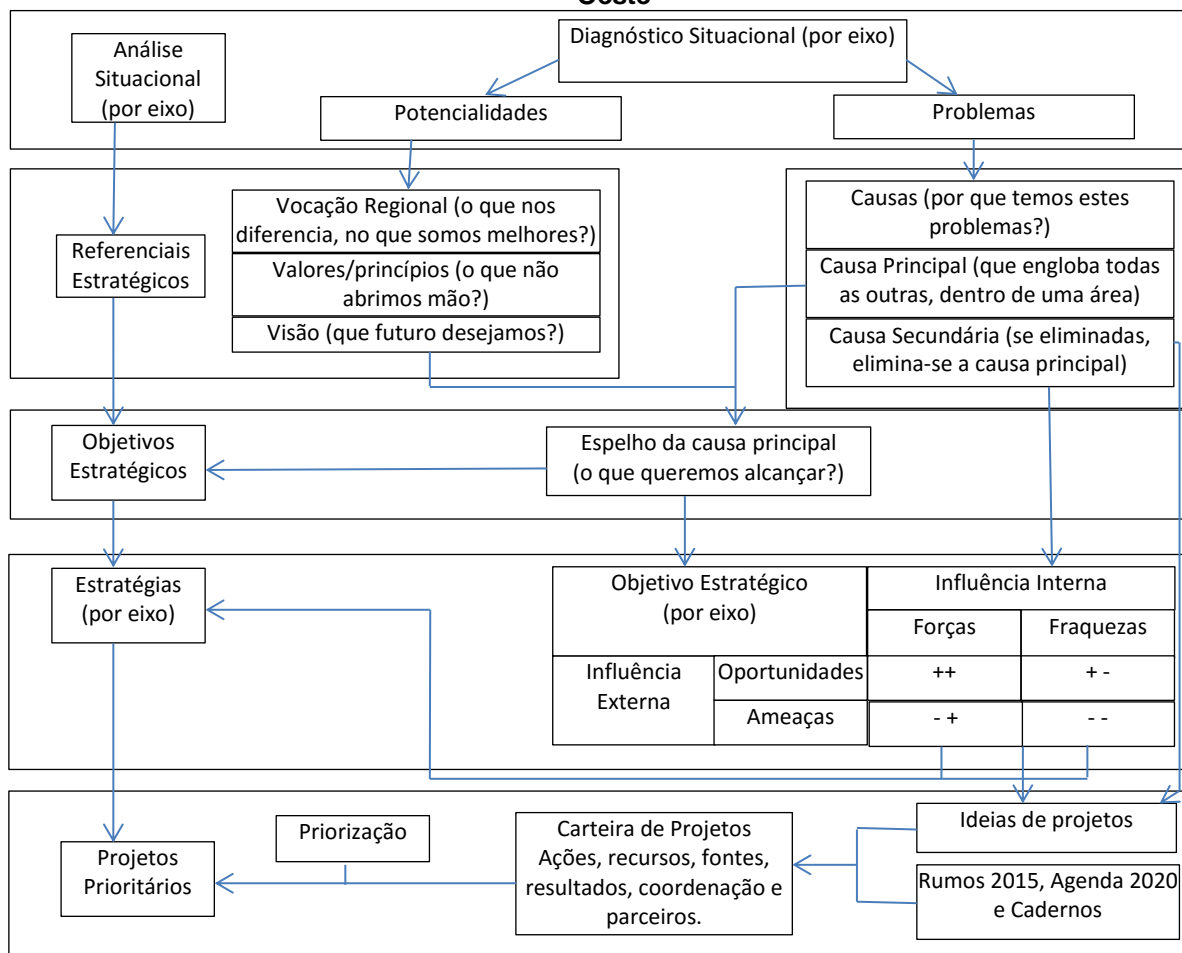 Oeste
Análise
Situacional
(por eixo)
Diagnóstico Situacional (por eixo)
Potencialidades
Problemas
Referenciais
Estratégicos
Vocação Regional (o que nos
diferencia, no que somos melhores?)
Valores/princípios (o que não
abrimos mão?)
Visão (que futuro desejamos?)
Causas (por que temos estes
problemas?)
Causa Principal (que engloba todas
as outras, dentro de uma área)
Causa Secundária (se eliminadas,
elimina-se a causa principal)
Objetivos
Estratégicos
Espelho da causa principal
(o que queremos alcançar?)
Estratégias
(por eixo)
Objetivo Estratégico
(por eixo)
Influência Interna
Forças
Fraquezas
Influência
Externa
Oportunidades
++
+ -
Ameaças
- +
- -
Projetos
Prioritários
Priorização
Carteira de Projetos
Ações, recursos, fontes,
resultados, coordenação e
parceiros.
Ideias de projetos
Rumos 2015, Agenda 2020
e Cadernos